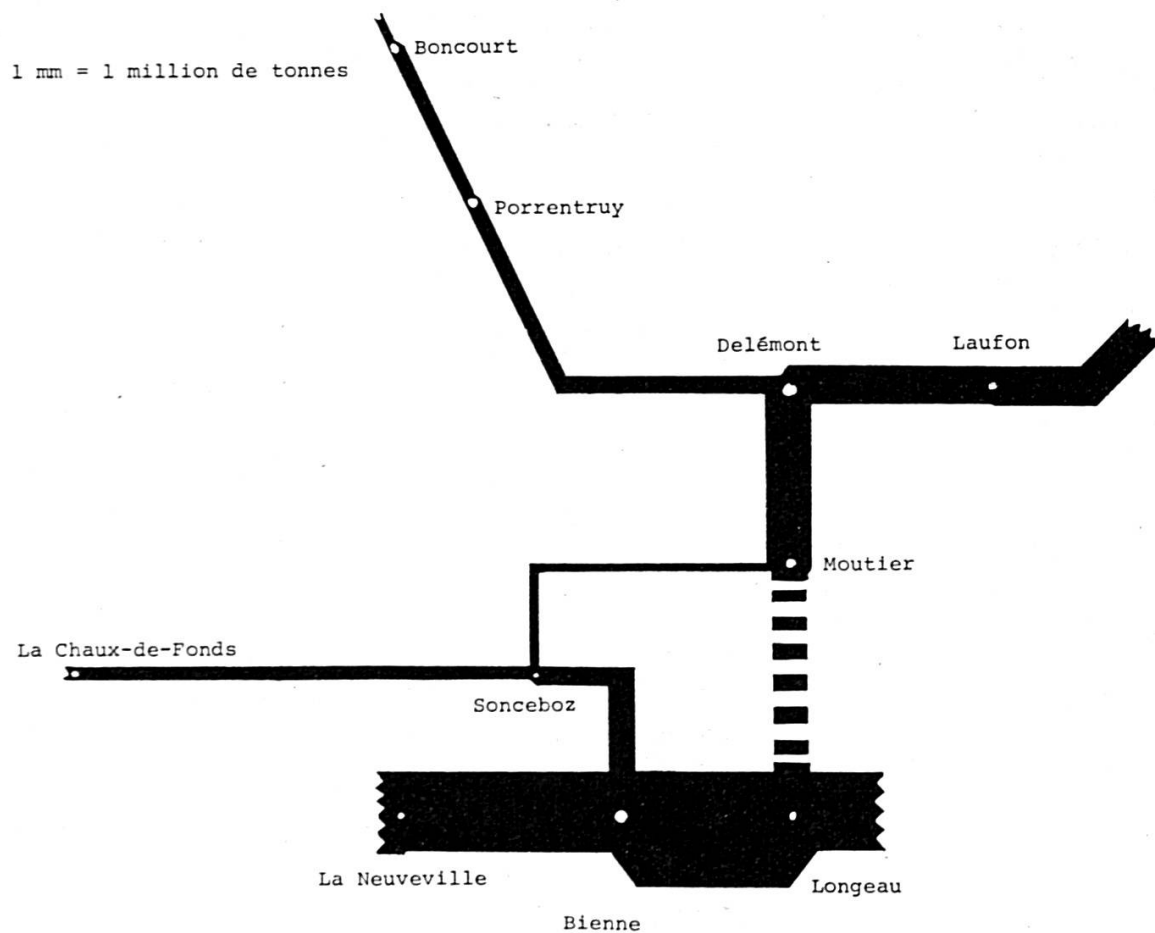 Boncourt
1 mm = 1 million de tonnes
Porrentruy
Delémont
Laufon
Moutier
La Chaux-de-Fonds
Sonceboz
La Neuveville
Longeau
Bienne